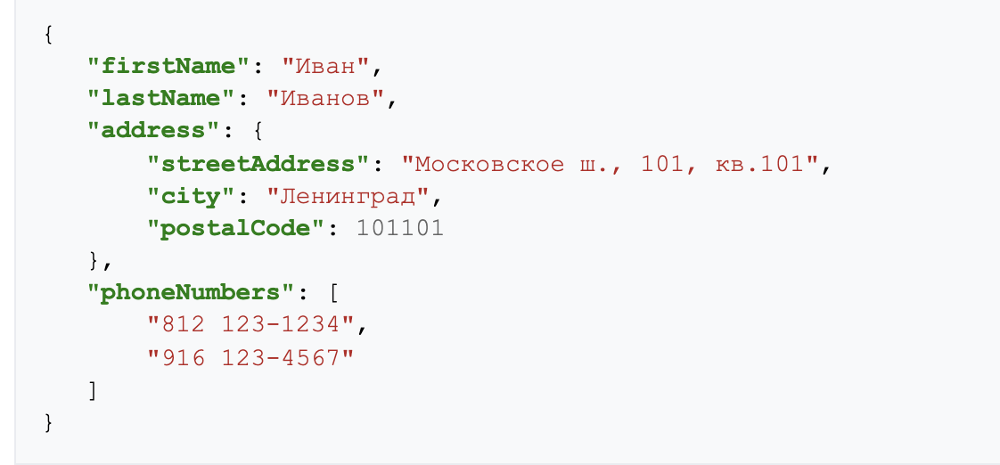 {
   "firstName": "Иван",
   "lastName": "Иванов",
   "address": {
       "streetAddress": "Московское ш., 101, кв.101",
       "city": "Ленинград",
       "postalCode": 101101
   },
   "phoneNumbers": [
       "812 123-1234",
       "916 123-4567"
   ]
}